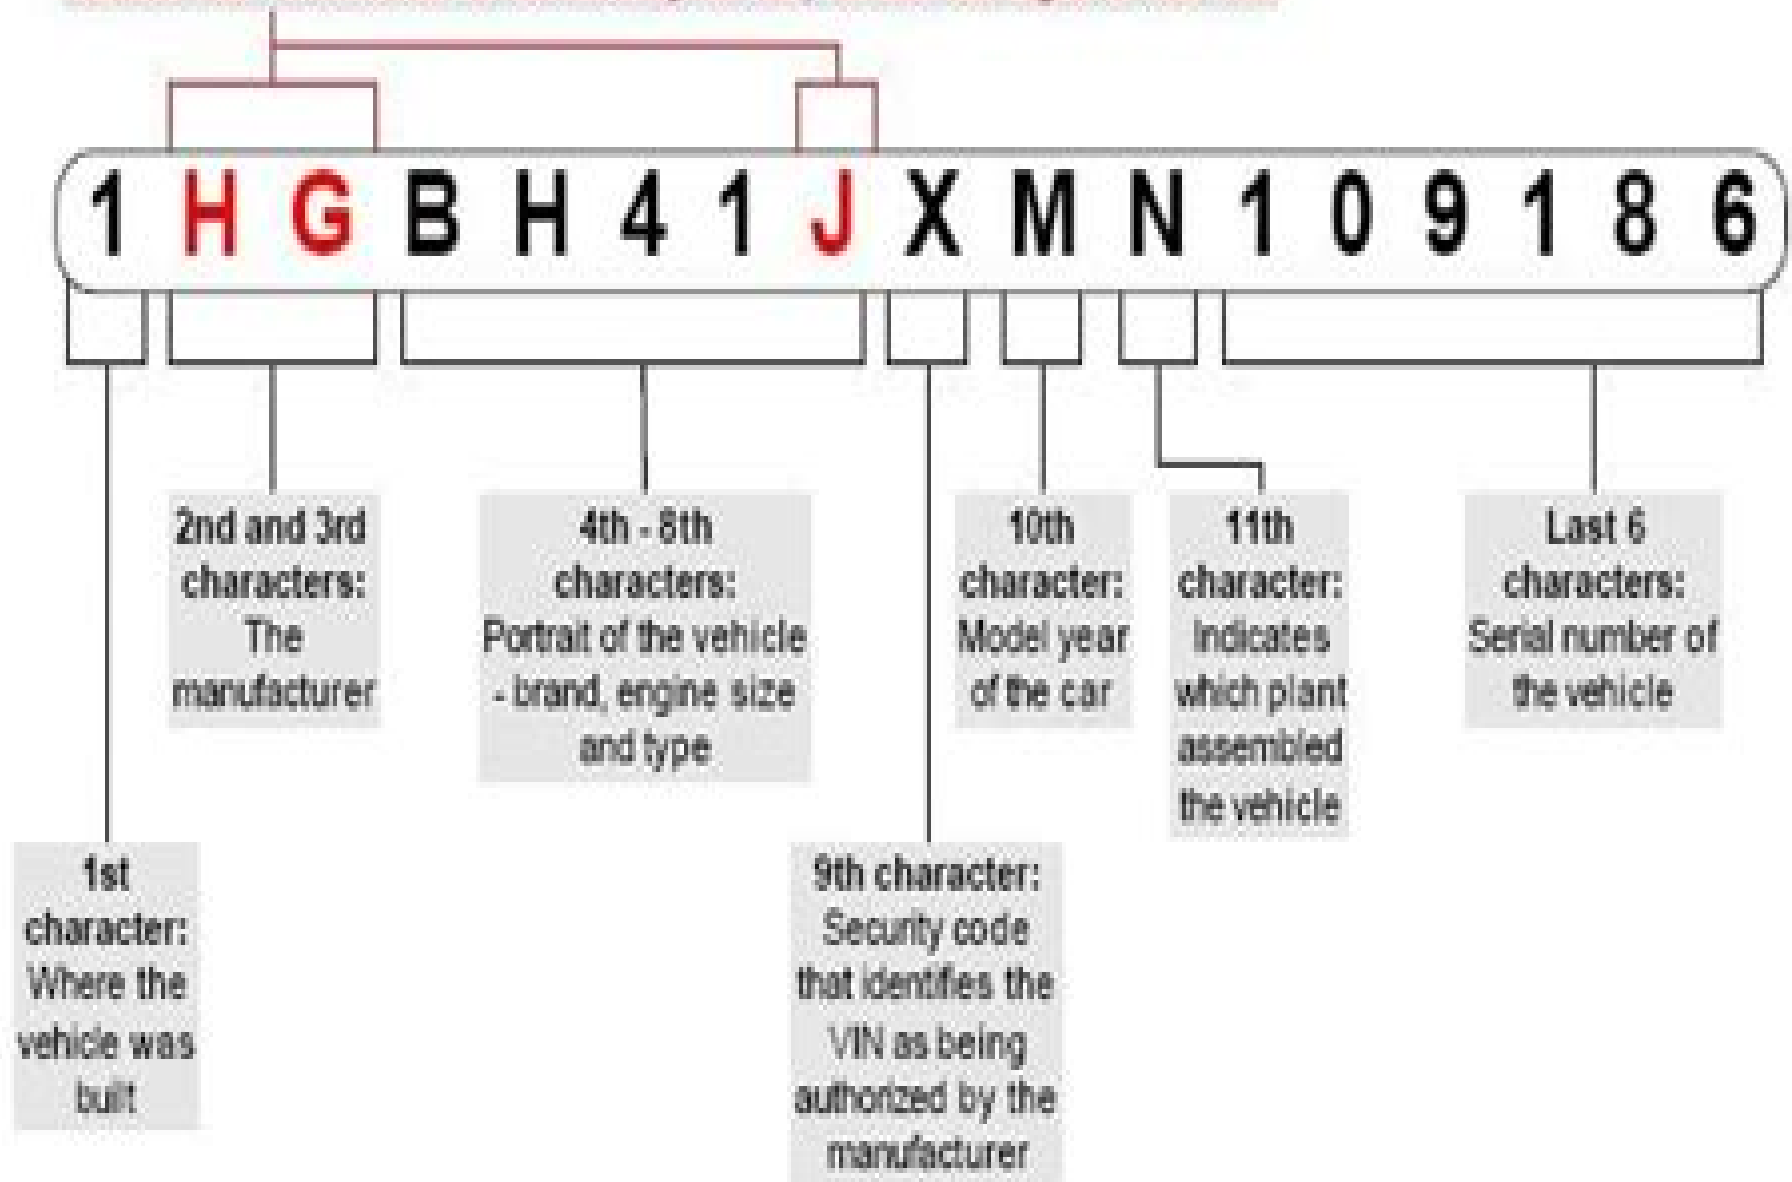 1 H G B H 4 1 J X M N 1 0 9 1 8 6
2nd and 3rd
characters:
The
manufacturer
4th - 8th
characters:
Portrait of the vehicle
- brand, engine size
and type
10th
character:
Model year
of the car
11th
character:
Indicates
which plant
assembled
the vehicle
Last 6
characters:
Serial number of
the vehicle
1st
character:
Where the
vehicle was
built
9th character:
Security code
that identifies the
VIN as being
authorized by the
manufacturer